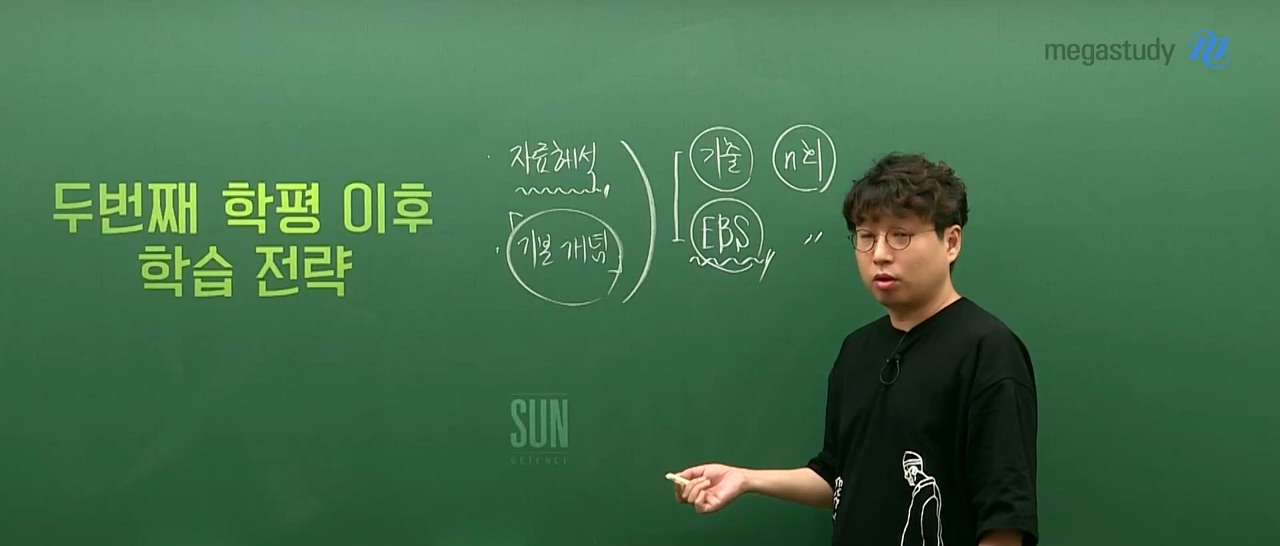 megastudy
두번째 학평 이후
학습 전략
자료해석
기본 개념
기출 n회
EBS 〃
SUN
SCIENCE